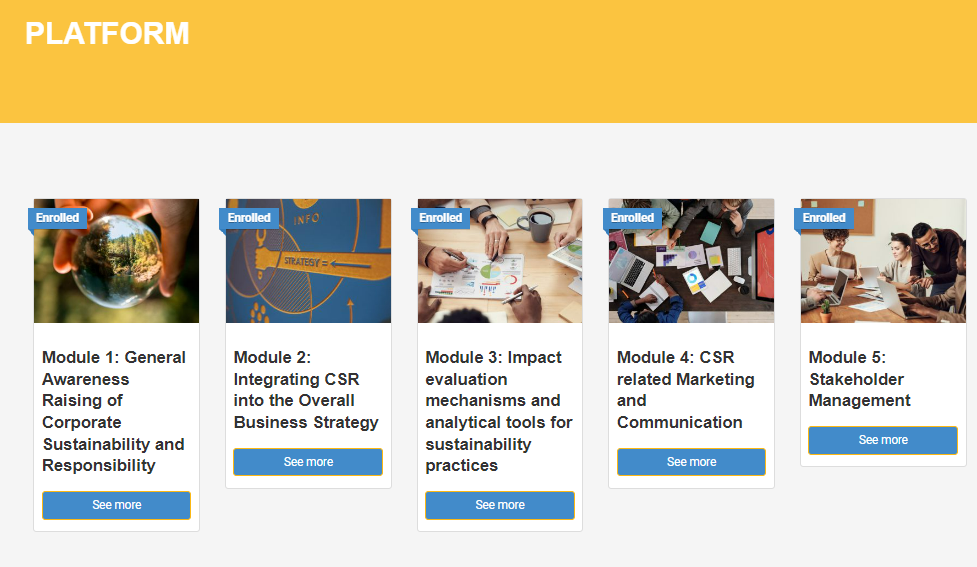 PLATFORM
Enrolled
Enrolled
Enrolled
Enrolled
Enrolled
INFO
STRATEGY =
Module 1: General
Awareness
Raising of
Corporate
Sustainability and
Responsibility
See more
Module 2:
Integrating CSR
into the Overall
Business Strategy
See more
Module 3: Impact
evaluation
mechanisms and
analytical tools for
sustainability
practices
See more
Module 4: CSR
related Marketing
and
Communication
See more
Module 5:
Stakeholder
Management
See more